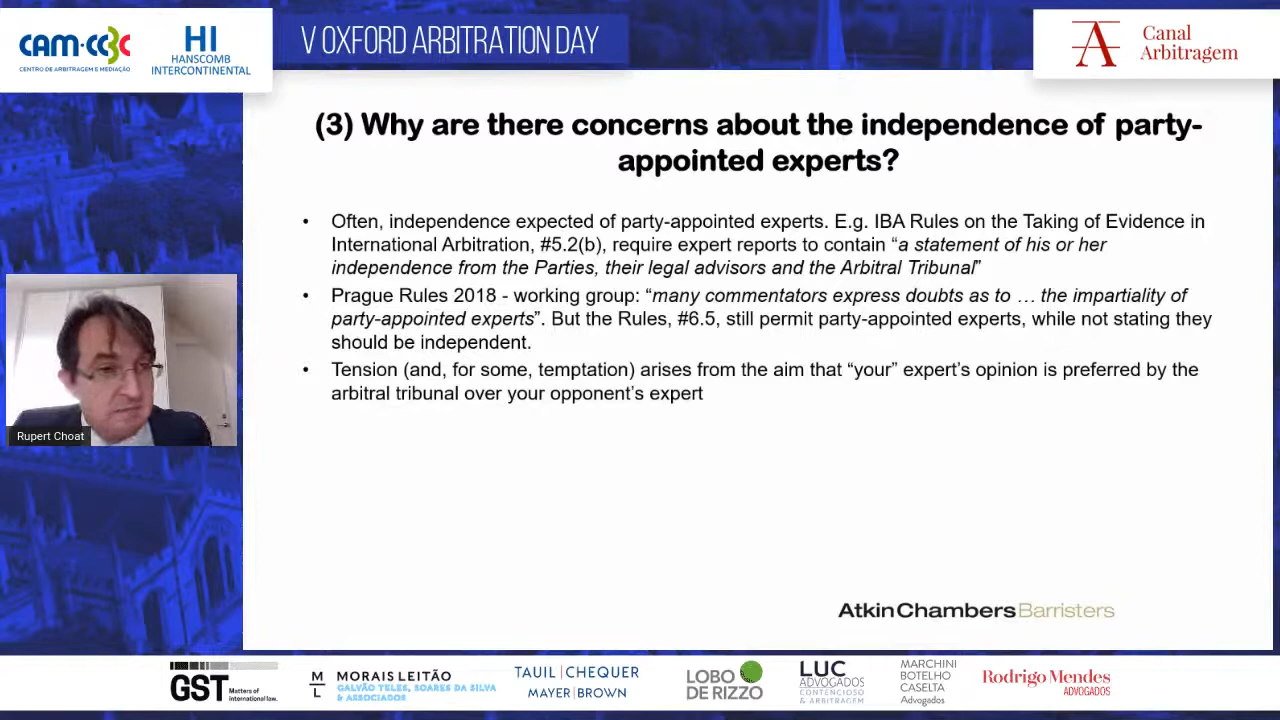 CAM-CCBC
CENTRO DE ARBITRAGEM E MEDIAÇÃO
HI
HANSCOMB
INTERCONTINENTAL
V OXFORD ARBITRATION DAY
Canal
Arbitragem
(3) Why are there concerns about the independence of party-
appointed experts?
• Often, independence expected of party-appointed experts. E.g. IBA Rules on the Taking of Evidence in
International Arbitration, #5.2(b), require expert reports to contain “a statement of his or her
independence from the Parties, their legal advisors and the Arbitral Tribunal”
• Prague Rules 2018 - working group: “many commentators express doubts as to … the impartiality of
party-appointed experts”. But the Rules, #6.5, still permit party-appointed experts, while not stating they
should be independent.
• Tension (and, for some, temptation) arises from the aim that “your” expert’s opinion is preferred by the
arbitral tribunal over your opponent’s expert
Rupert Choat
AtkinChambersBarristers
GST Matters of
international law.
M
L
MORAIS LEITÃO
GALVÃO TELES, SOARES DA SILVA
& ASSOCIADOS
TAUIL | CHEQUER
MAYER | BROWN
LOBO
DE RIZZO
LUC
ADVOGADOS
CONTENCIOSO
& ARBITRAGEM
MARCHINI
BOTELHO
CASELTA
Advogados
Rodrigo Mendes
ADVOGADOS